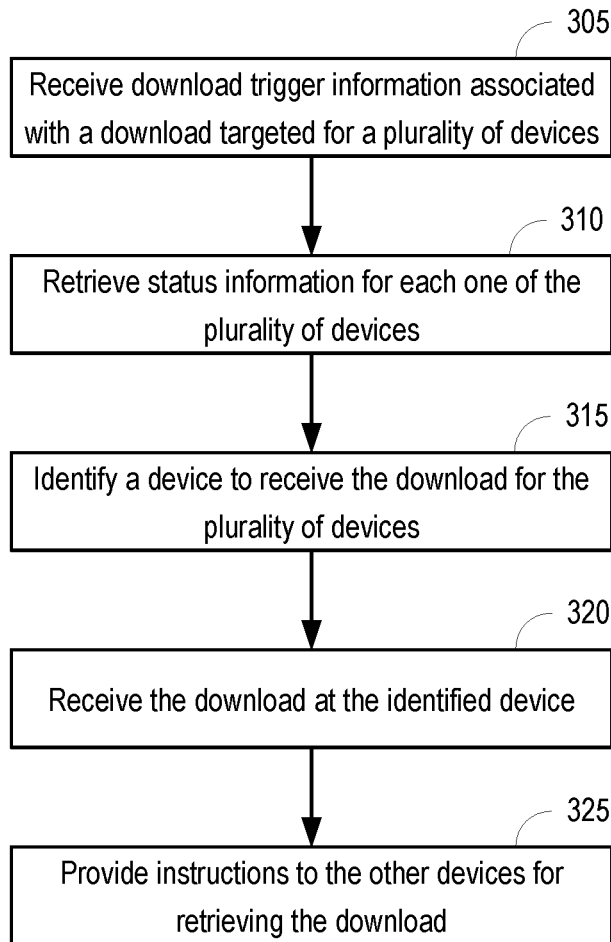 305
Receive download trigger information associated
with a download targeted for a plurality of devices
310
Retrieve status information for each one of the
plurality of devices
315
Identify a device to receive the download for the
plurality of devices
320
Receive the download at the identified device
325
Provide instructions to the other devices for
retrieving the download